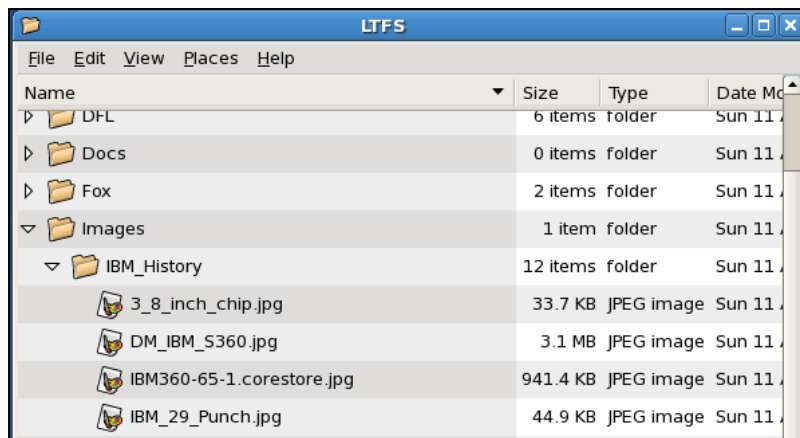 LTFS
File Edit View Places Help
Name Size Type Date Mo
DFL 6 items folder Sun 11
Docs 0 items folder Sun 11
Fox 2 items folder Sun 11
Images 1 item folder Sun 11
IBM_History 12 items folder Sun 11
3_8_inch_chip.jpg 33.7 KB JPEG image Sun 11
DM_IBM_S360.jpg 3.1 MB JPEG image Sun 11
IBM360-65-1.corestore.jpg 941.4 KB JPEG image Sun 11
IBM_29_Punch.jpg 44.9 KB JPEG image Sun 11